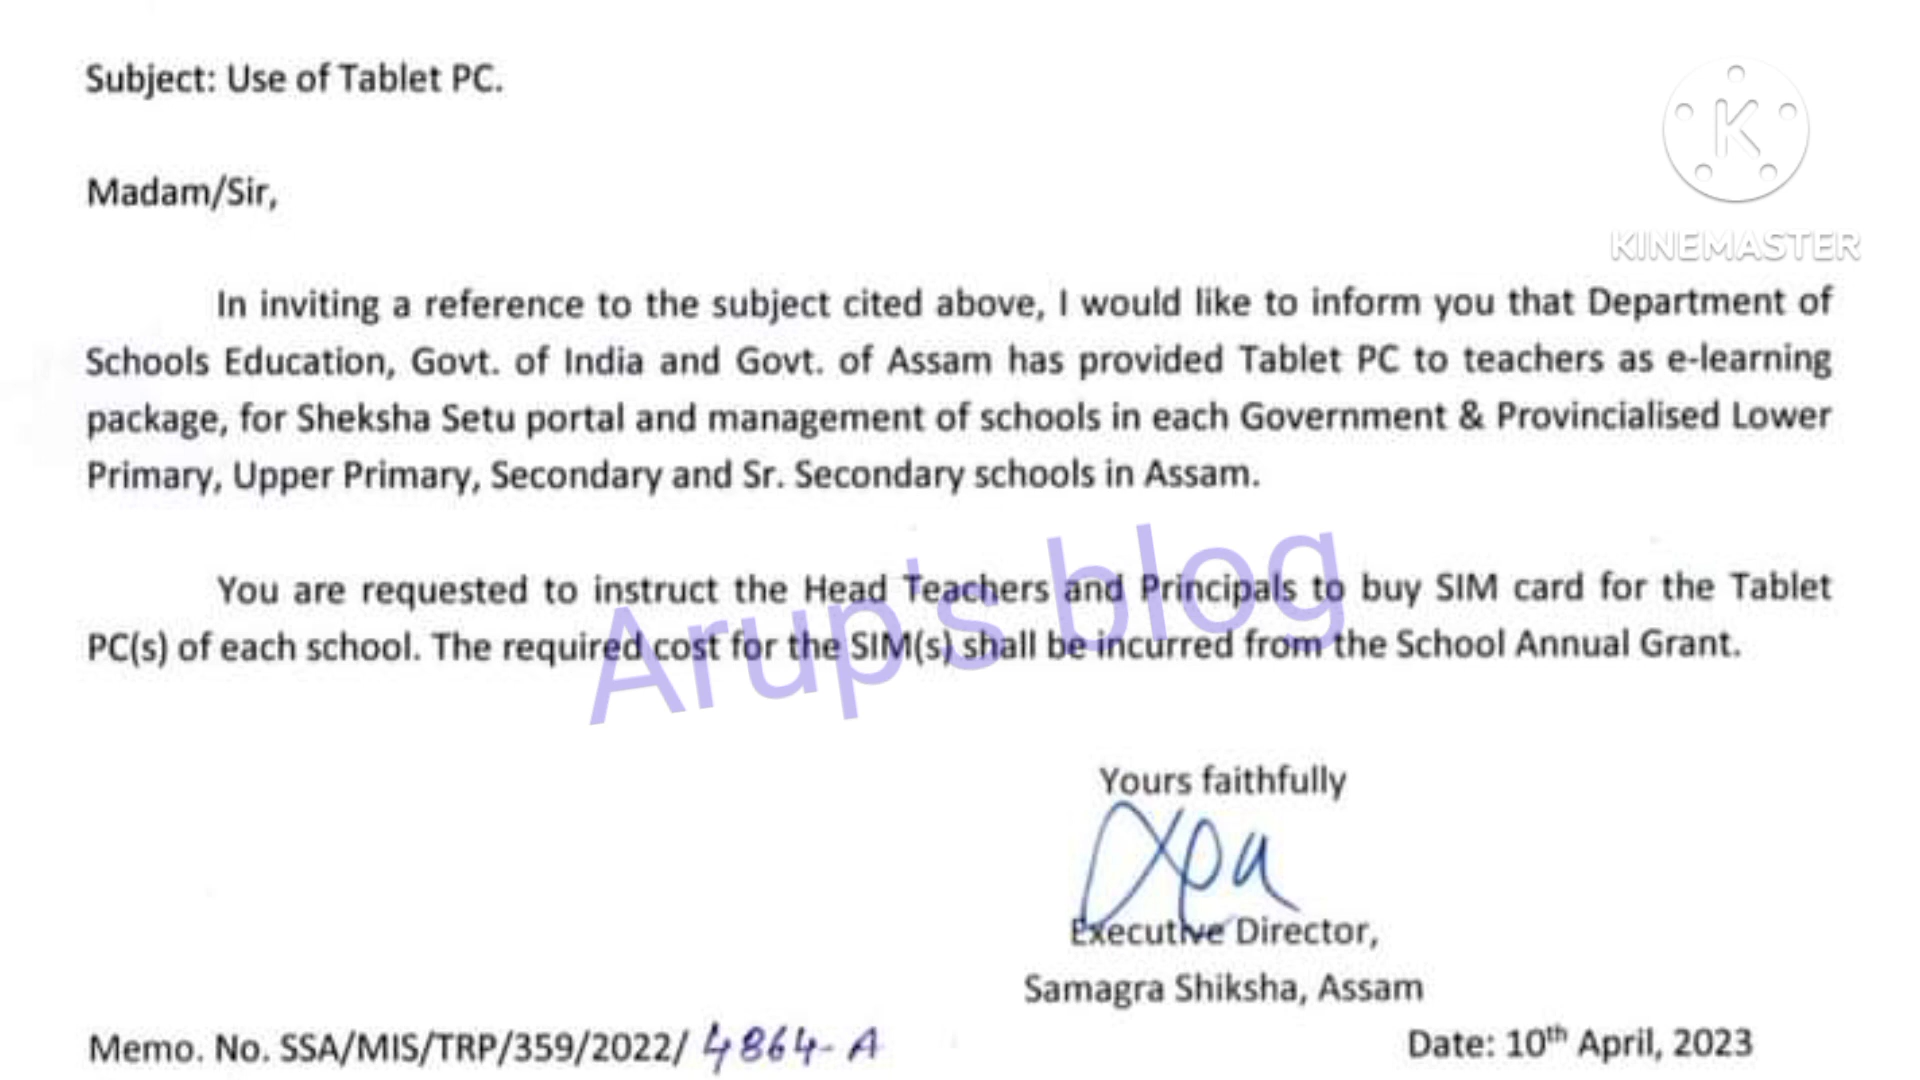 Subject: Use of Tablet PC.
Madam/Sir,
KINEMASTER
In inviting a reference to the subject cited above, I would like to inform you that Department of
Schools Education, Govt. of India and Govt. of Assam has provided Tablet PC to teachers as e-learning
package, for Sheksha Setu portal and management of schools in each Government & Provincialised Lower
Primary, Upper Primary, Secondary and Sr. Secondary schools in Assam.
You are requested to instruct the Head Teachers and Principals to buy SIM card for the Tablet
PC(s) of each school. The required cost for the SIM(s) shall be incurred from the School Annual Grant.
Arup's blog
Yours faithfully
Executive Director,
Samagra Shiksha, Assam
Memo. No. SSA/MIS/TRP/359/2022/ 4864-A
Date: 10th April, 2023